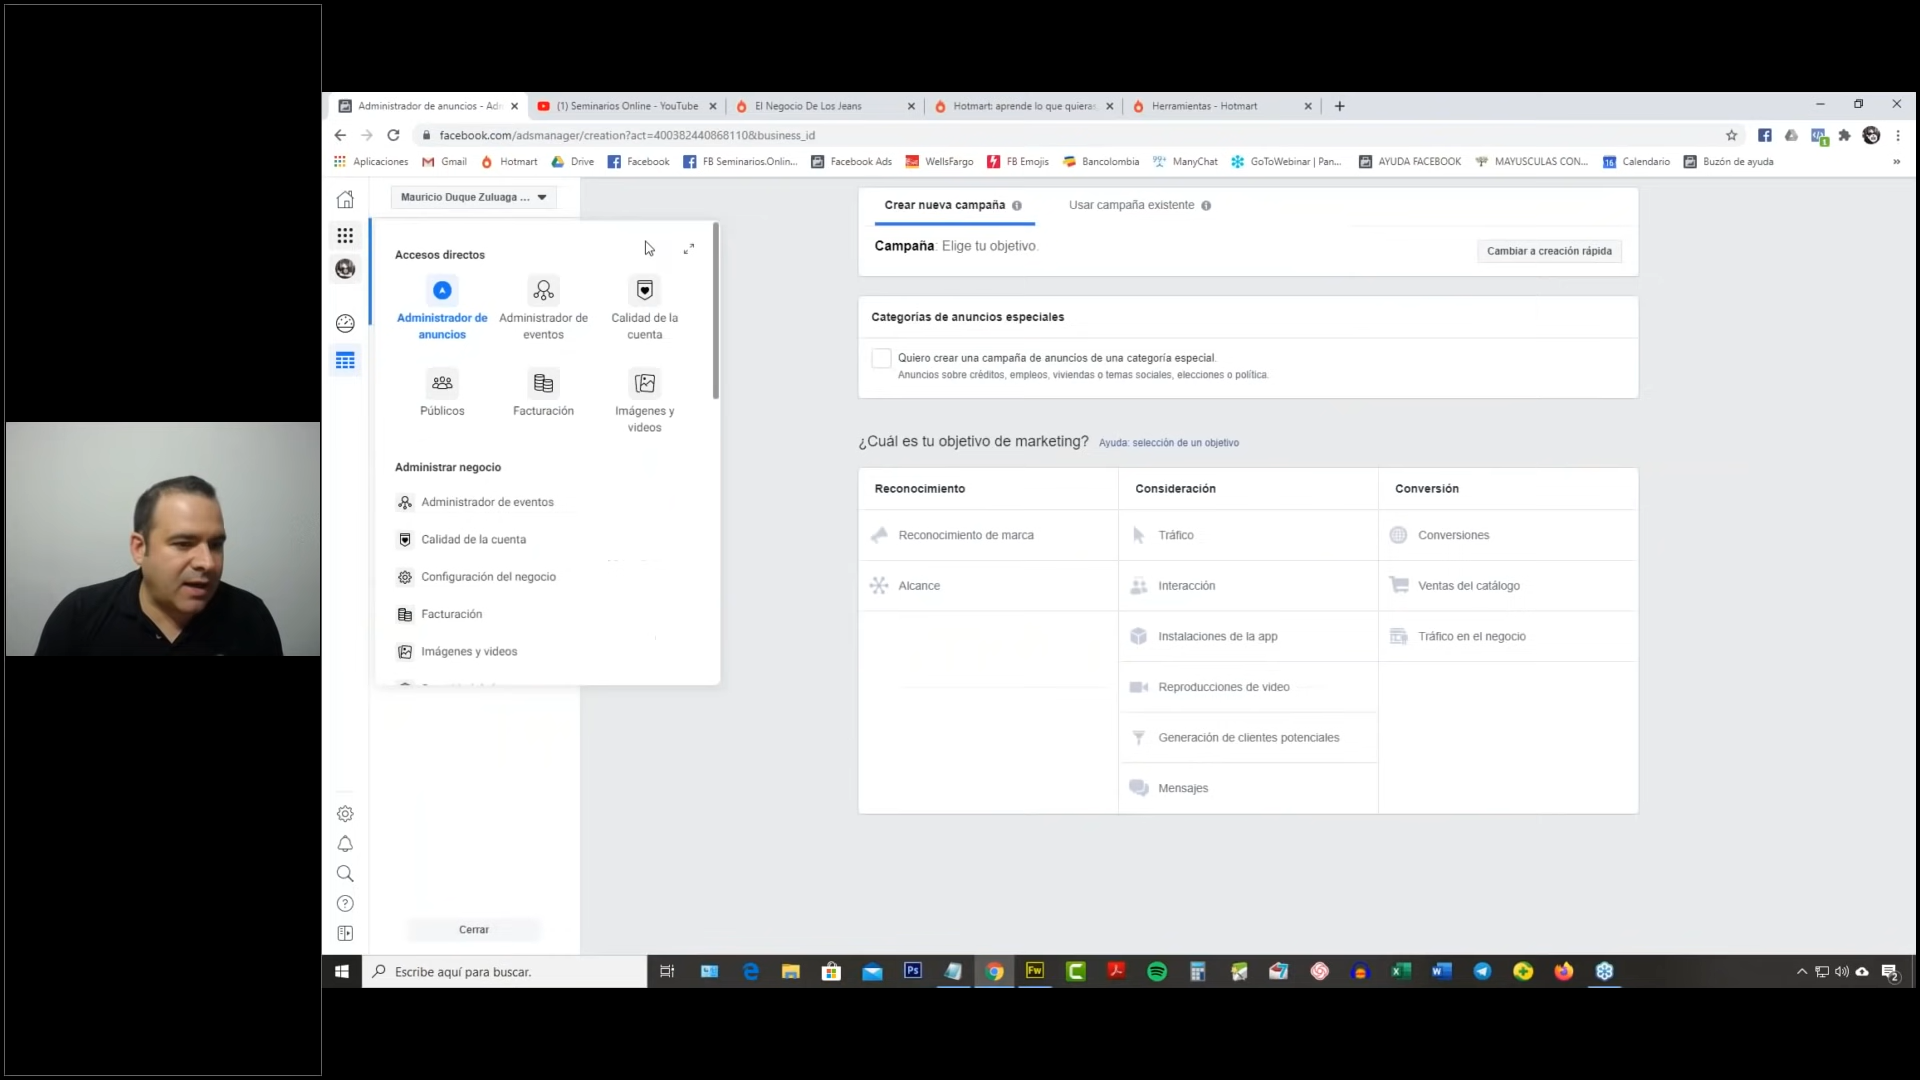 Administrador de anuncios - Adm
(1) Seminarios Online - YouTube
El Negocio De Los Jeans
Hotmart: aprende lo que quieras,
Herramientas - Hotmart
facebook.com/adsmanager/creation?act=400382440868110&business_id
Aplicaciones
Gmail
Hotmart
Drive
Facebook
FB Seminarios.Onlin...
Facebook Ads
WellsFargo
FB Emojis
Bancolombia
ManyChat
GoToWebinar | Pan...
AYUDA FACEBOOK
MAYUSCULAS CON...
Calendario
Buzón de ayuda
»
Mauricio Duque Zuluaga ...
Accesos directos
Administrador de
anuncios
Administrador de
eventos
Calidad de la
cuenta
Públicos
Facturación
Imágenes y
videos
Administrar negocio
Administrador de eventos
Calidad de la cuenta
Configuración del negocio
Facturación
Imágenes y videos
Cerrar
Crear nueva campaña
Usar campaña existente
Campaña: Elige tu objetivo.
Cambiar a creación rápida
Categorías de anuncios especiales
Quiero crear una campaña de anuncios de una categoría especial.
Anuncios sobre créditos, empleos, viviendas o temas sociales, elecciones o política.
¿Cuál es tu objetivo de marketing?
Ayuda: selección de un objetivo
Reconocimiento
Consideración
Conversión
Reconocimiento de marca
Tráfico
Conversiones
Alcance
Interacción
Ventas del catálogo
Instalaciones de la app
Tráfico en el negocio
Reproducciones de video
Generación de clientes potenciales
Mensajes
Escribe aquí para buscar.
Ps
Fw
2